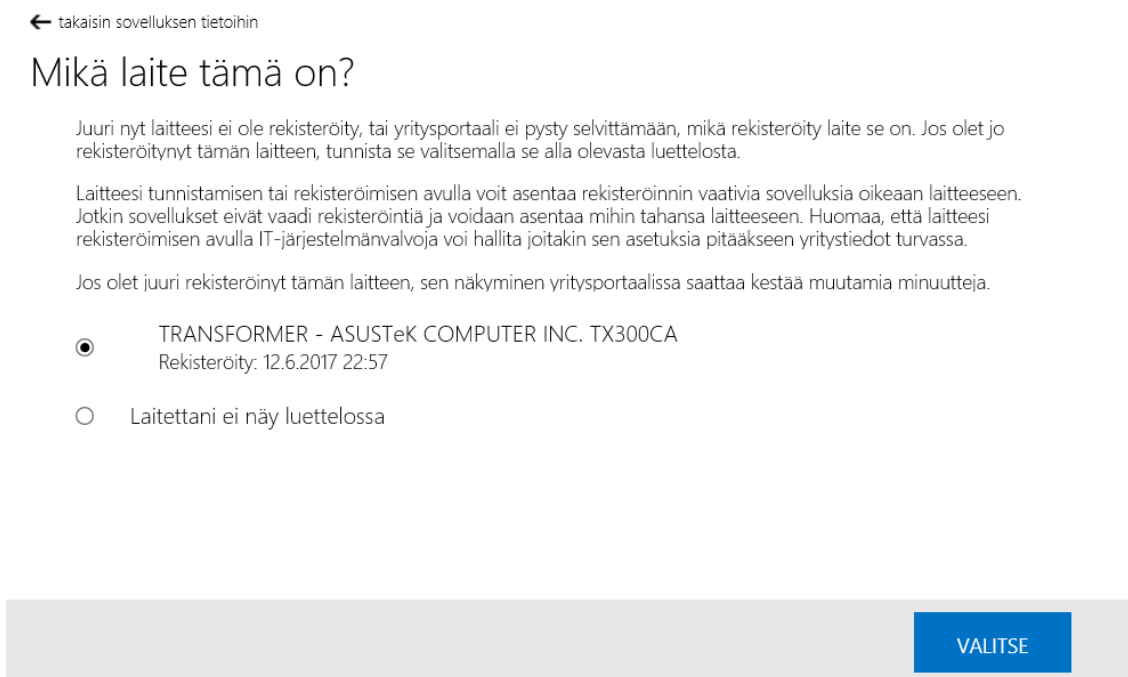 takaisin sovelluksen tietoihin
Mikä laite tämä on?
Juuri nyt laitteesi ei ole rekisteröity, tai yritysportaali ei pysty selvittämään, mikä rekisteröity laite se on. Jos olet jo
rekisteröitynyt tämän laitteen, tunnista se valitsemalla se alla olevasta luettelosta.
Laitteesi tunnistamisen tai rekisteröimisen avulla voit asentaa rekisteröinnin vaativia sovelluksia oikeaan laitteeseen.
Jotkin sovellukset eivät vaadi rekisteröintiä ja voidaan asentaa mihin tahansa laitteeseen. Huomaa, että laitteesi
rekisteröimisen avulla IT-järjestelmänvalvoja voi hallita joitakin sen asetuksia pitääkseen yritystiedot turvassa.
Jos olet juuri rekisteröinyt tämän laitteen, sen näkyminen yritysportaalissa saattaa kestää muutamia minuutteja.
TRANSFORMER - ASUSTeK COMPUTER INC. TX300CA
Rekisteröity: 12.6.2017 22:57
Laitettani ei näy luettelossa
VALITSE